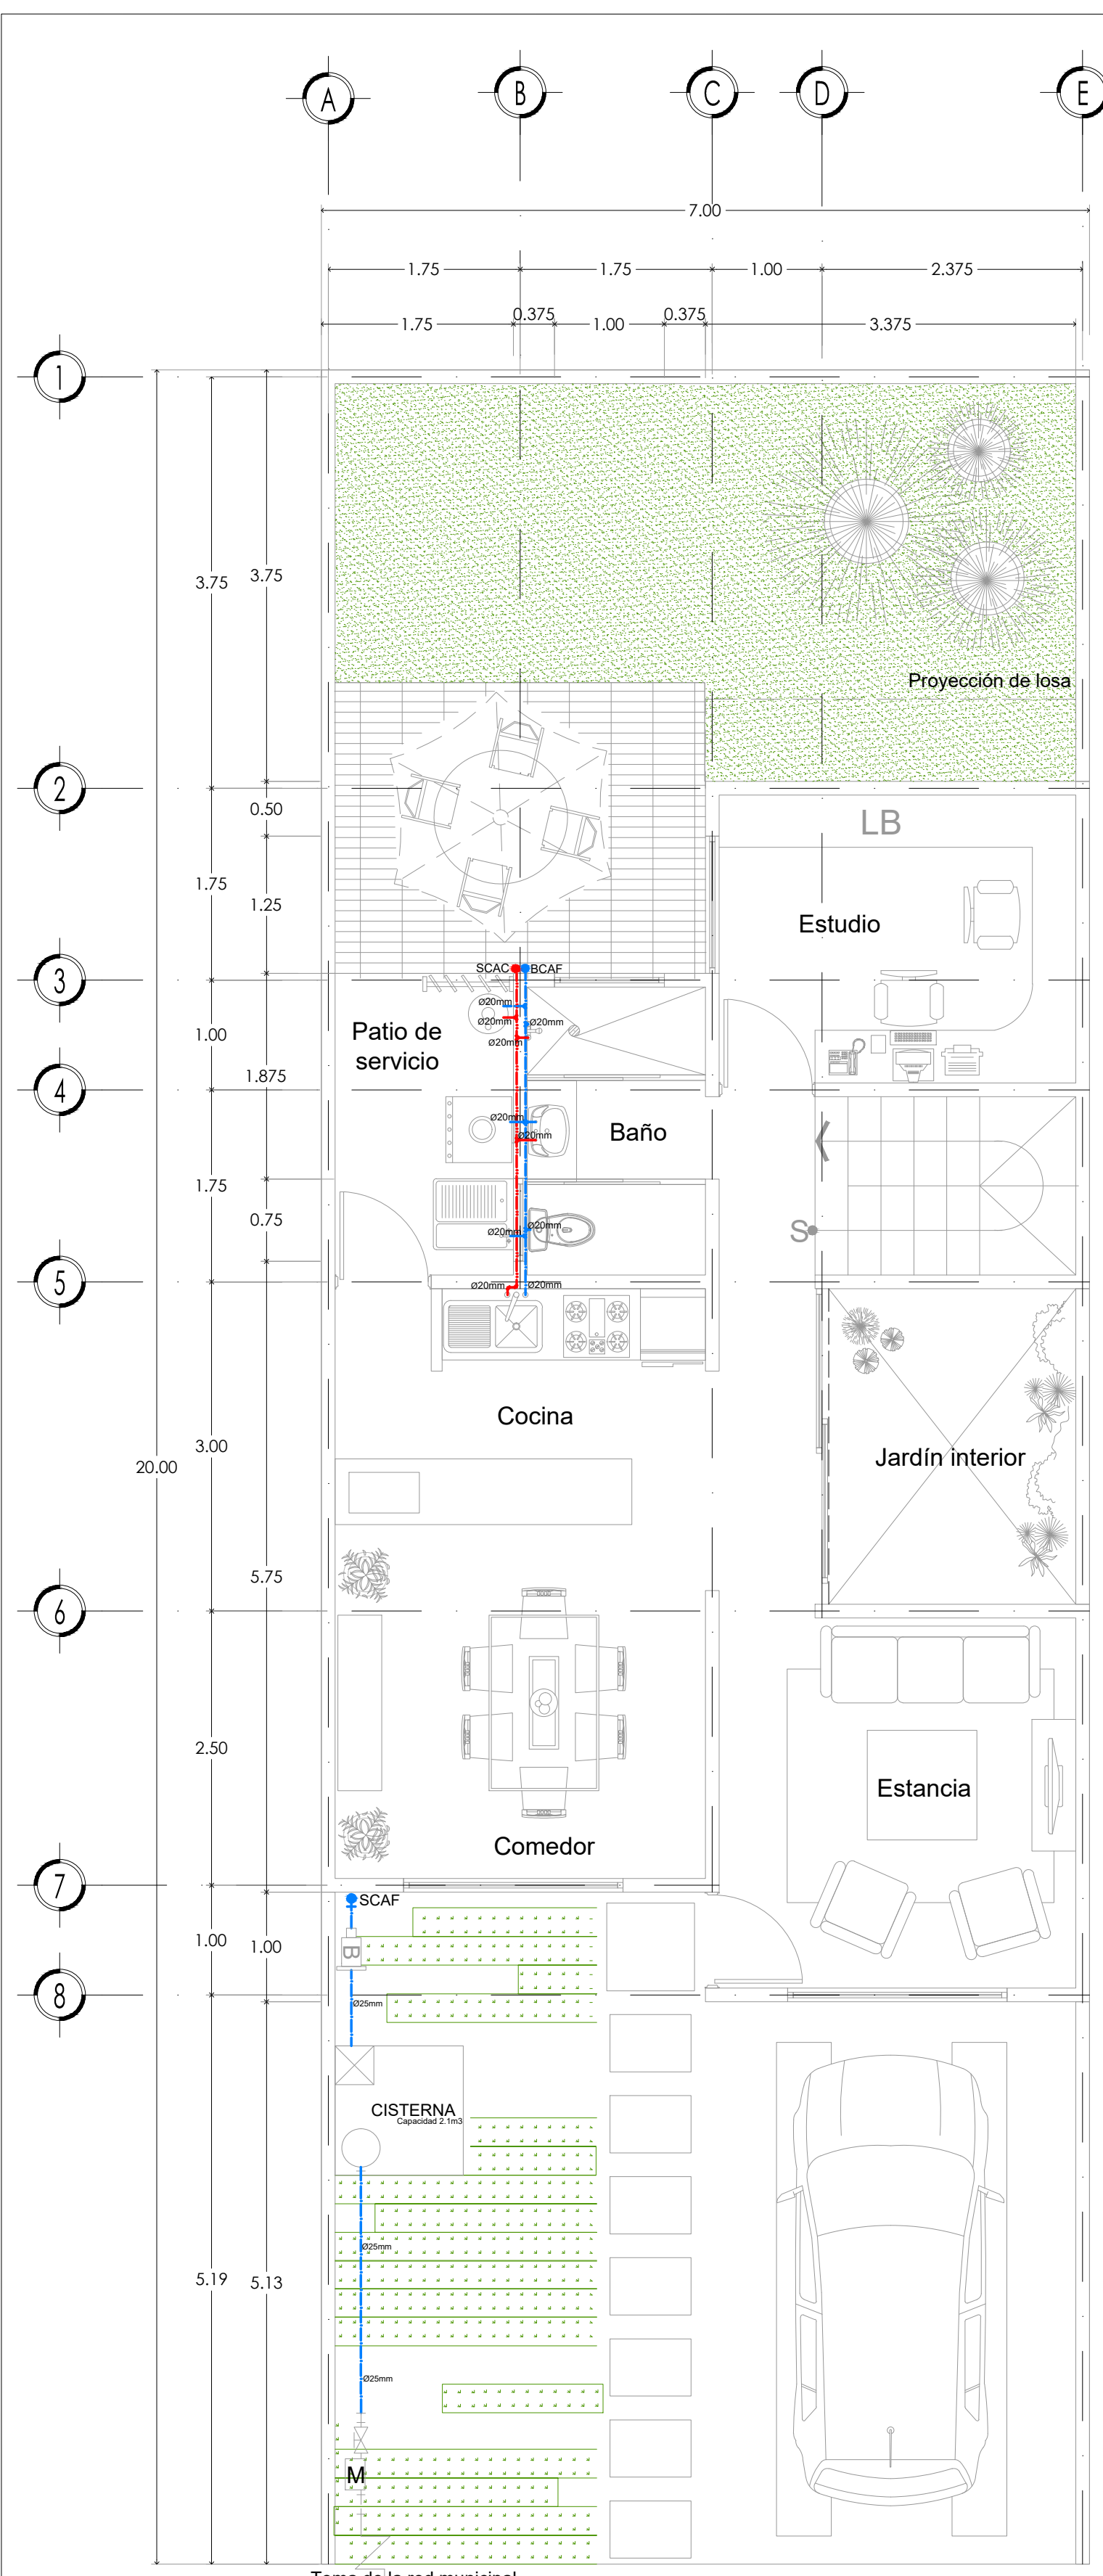 A B C D E
7.00
1.75 1.75 1.00 2.375
1.75 0.375 1.00 0.375 3.375
1
3.75 3.75
Proyección de losa
2
0.50
LB
1.75
1.25
Estudio
3
SCAC BCAF
Ø20mm
Ø20mm Ø20mm
Ø20mm
Patio de
servicio
1.00
1.875
4
Ø20mm
Ø20mm
Baño
1.75
0.75
Ø20mm
Ø20mm
S
5
Ø20mm Ø20mm
Cocina
3.00
20.00
Jardín interior
5.75
6
2.50
Estancia
Comedor
7
SCAF
1.00 1.00
B
8
Ø25mm
CISTERNA
Capacidad 2.1m3
Ø25mm
5.19 5.13
Ø25mm
M
Toma de la red municipal